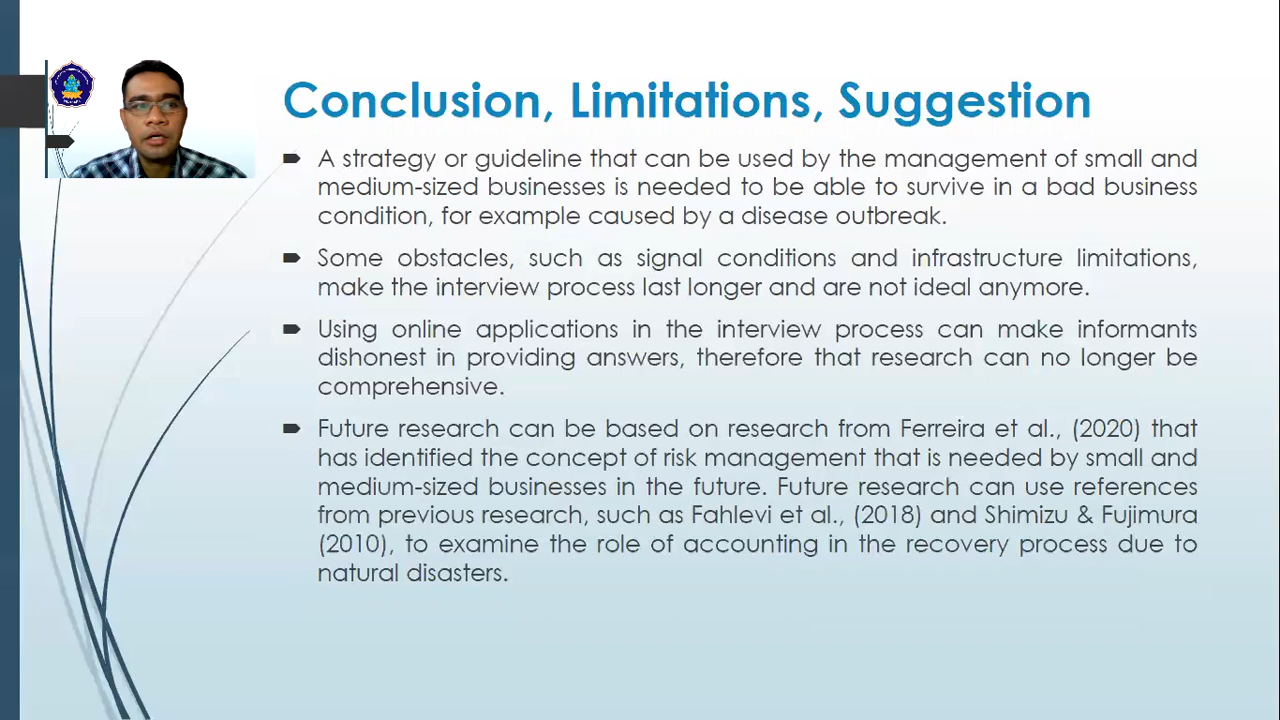 Conclusion, Limitations, Suggestion
A strategy or guideline that can be used by the management of small and
medium-sized businesses is needed to be able to survive in a bad business
condition, for example caused by a disease outbreak.
Some obstacles, such as signal conditions and infrastructure limitations,
make the interview process last longer and are not ideal anymore.
Using online applications in the interview process can make informants
dishonest in providing answers, therefore that research can no longer be
comprehensive.
Future research can be based on research from Ferreira et al., (2020) that
has identified the concept of risk management that is needed by small and
medium-sized businesses in the future. Future research can use references
from previous research, such as Fahlevi et al., (2018) and Shimizu & Fujimura
(2010), to examine the role of accounting in the recovery process due to
natural disasters.